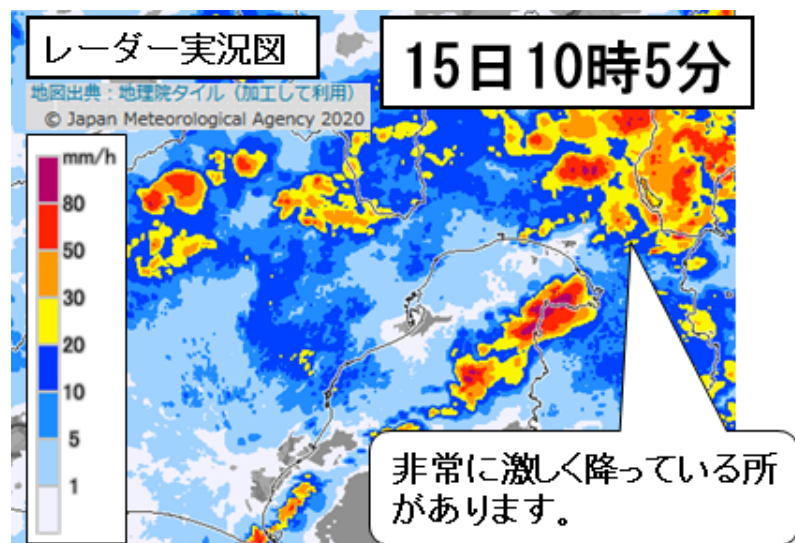 レーダー実況図
15日10時5分
地図出典：地理院タイル（加工して利用）
© Japan Meteorological Agency 2020
mm/h
80
50
30
20
10
5
1
非常に激しく降っている所
があります。